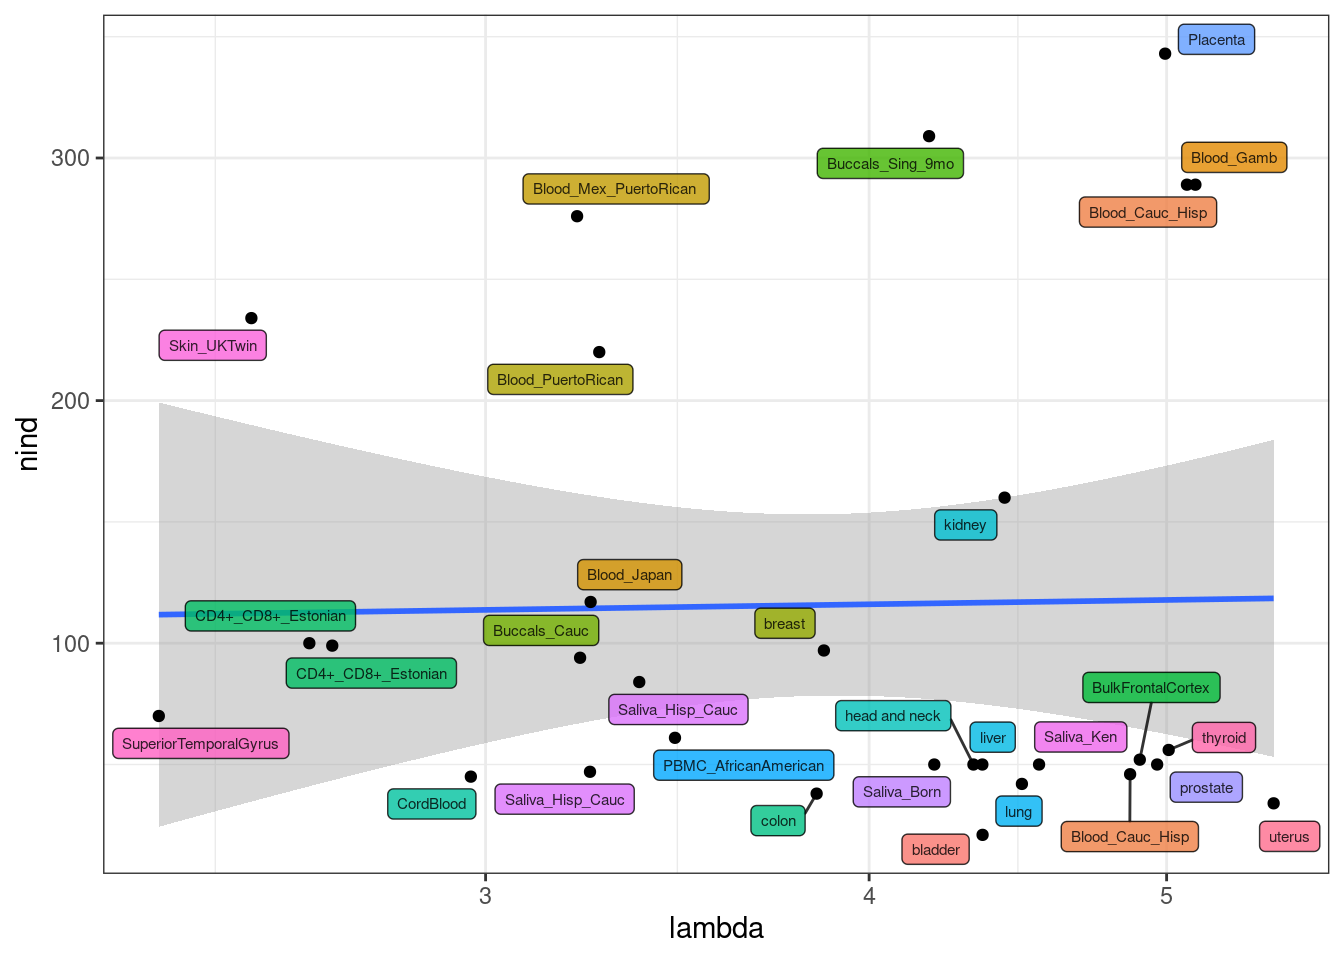 Placenta
300
Buccals_Sing_9mo
Blood_Gamb
Blood_Mex_PuertoRican
Blood_Cauc_Hisp
Skin_UKTwin
Blood_PuertoRican
200
nind
kidney
Blood_Japan
CD4+_CD8+_Estonian
Buccals_Cauc
breast
100
CD4+_CD8+_Estonian
BulkFrontalCortex
Saliva_Hisp_Cauc
head and neck
SuperiorTemporalGyrus
liver
Saliva_Ken
thyroid
PBMC_AfricanAmerican
prostate
Saliva_Born
CordBlood
Saliva_Hisp_Cauc
lung
colon
Blood_Cauc_Hisp
uterus
bladder
3
4
5
lambda